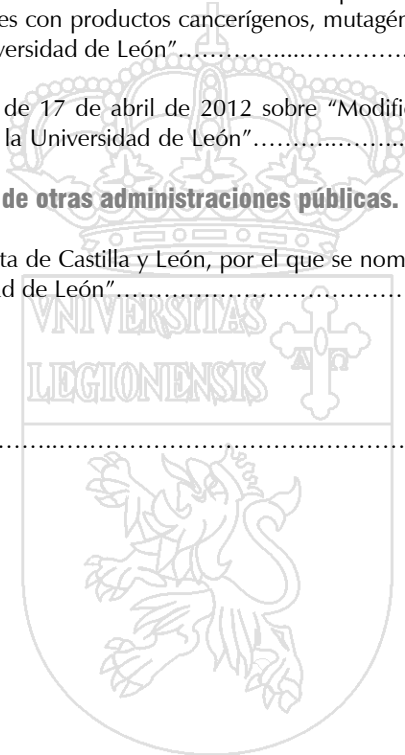 es con productos cancerígenos, mutagén
versidad de León”…………....…………..
de 17 de abril de 2012 sobre “Modific
la Universidad de León”………..……...
de otras administraciones públicas.
ta de Castilla y León, por el que se nom
ad de León”……………………………
VNIVERSITAS
LEGIONENSIS
Α Ω
……..……………………………..………